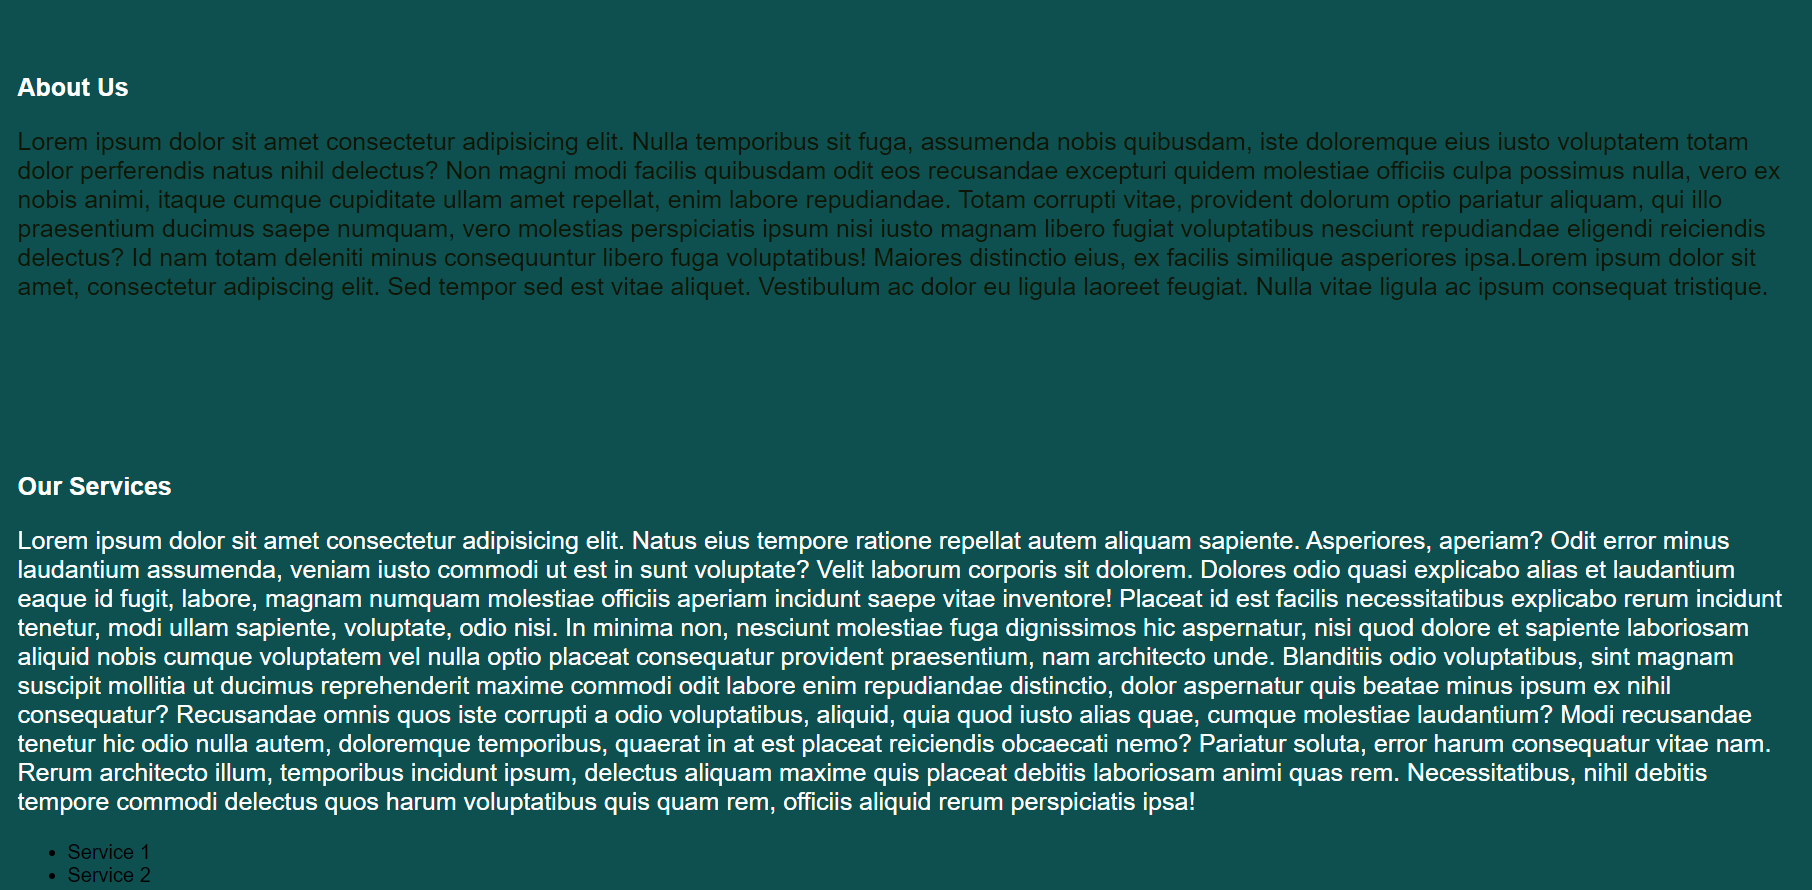 About Us
Lorem ipsum dolor sit amet consectetur adipisicing elit. Nulla temporibus sit fuga, assumenda nobis quibusdam, iste doloremque eius iusto voluptatem totam
dolor perferendis natus nihil delectus? Non magni modi facilis quibusdam odit eos recusandae excepturi quidem molestiae officiis culpa possimus nulla, vero ex
nobis animi, itaque cumque cupiditate ullam amet repellat, enim labore repudiandae. Totam corrupti vitae, provident dolorum optio pariatur aliquam, qui illo
praesentium ducimus saepe numquam, vero molestias perspiciatis ipsum nisi iusto magnam libero fugiat voluptatibus nesciunt repudiandae eligendi reiciendis
delectus? Id nam totam deleniti minus consequuntur libero fuga voluptatibus! Maiores distinctio eius, ex facilis similique asperiores ipsa.Lorem ipsum dolor sit
amet, consectetur adipiscing elit. Sed tempor sed est vitae aliquet. Vestibulum ac dolor eu ligula laoreet feugiat. Nulla vitae ligula ac ipsum consequat tristique.
Our Services
Lorem ipsum dolor sit amet consectetur adipisicing elit. Natus eius tempore ratione repellat autem aliquam sapiente. Asperiores, aperiam? Odit error minus
laudantium assumenda, veniam iusto commodi ut est in sunt voluptate? Velit laborum corporis sit dolorem. Dolores odio quasi explicabo alias et laudantium
eaque id fugit, labore, magnam numquam molestiae officiis aperiam incidunt saepe vitae inventore! Placeat id est facilis necessitatibus explicabo rerum incidunt
tenetur, modi ullam sapiente, voluptate, odio nisi. In minima non, nesciunt molestiae fuga dignissimos hic aspernatur, nisi quod dolore et sapiente laboriosam
aliquid nobis cumque voluptatem vel nulla optio placeat consequatur provident praesentium, nam architecto unde. Blanditiis odio voluptatibus, sint magnam
suscipit mollitia ut ducimus reprehenderit maxime commodi odit labore enim repudiandae distinctio, dolor aspernatur quis beatae minus ipsum ex nihil
consequatur? Recusandae omnis quos iste corrupti a odio voluptatibus, aliquid, quia quod iusto alias quae, cumque molestiae laudantium? Modi recusandae
tenetur hic odio nulla autem, doloremque temporibus, quaerat in at est placeat reiciendis obcaecati nemo? Pariatur soluta, error harum consequatur vitae nam.
Rerum architecto illum, temporibus incidunt ipsum, delectus aliquam maxime quis placeat debitis laboriosam animi quas rem. Necessitatibus, nihil debitis
tempore commodi delectus quos harum voluptatibus quis quam rem, officiis aliquid rerum perspiciatis ipsa!
• Service 1
• Service 2